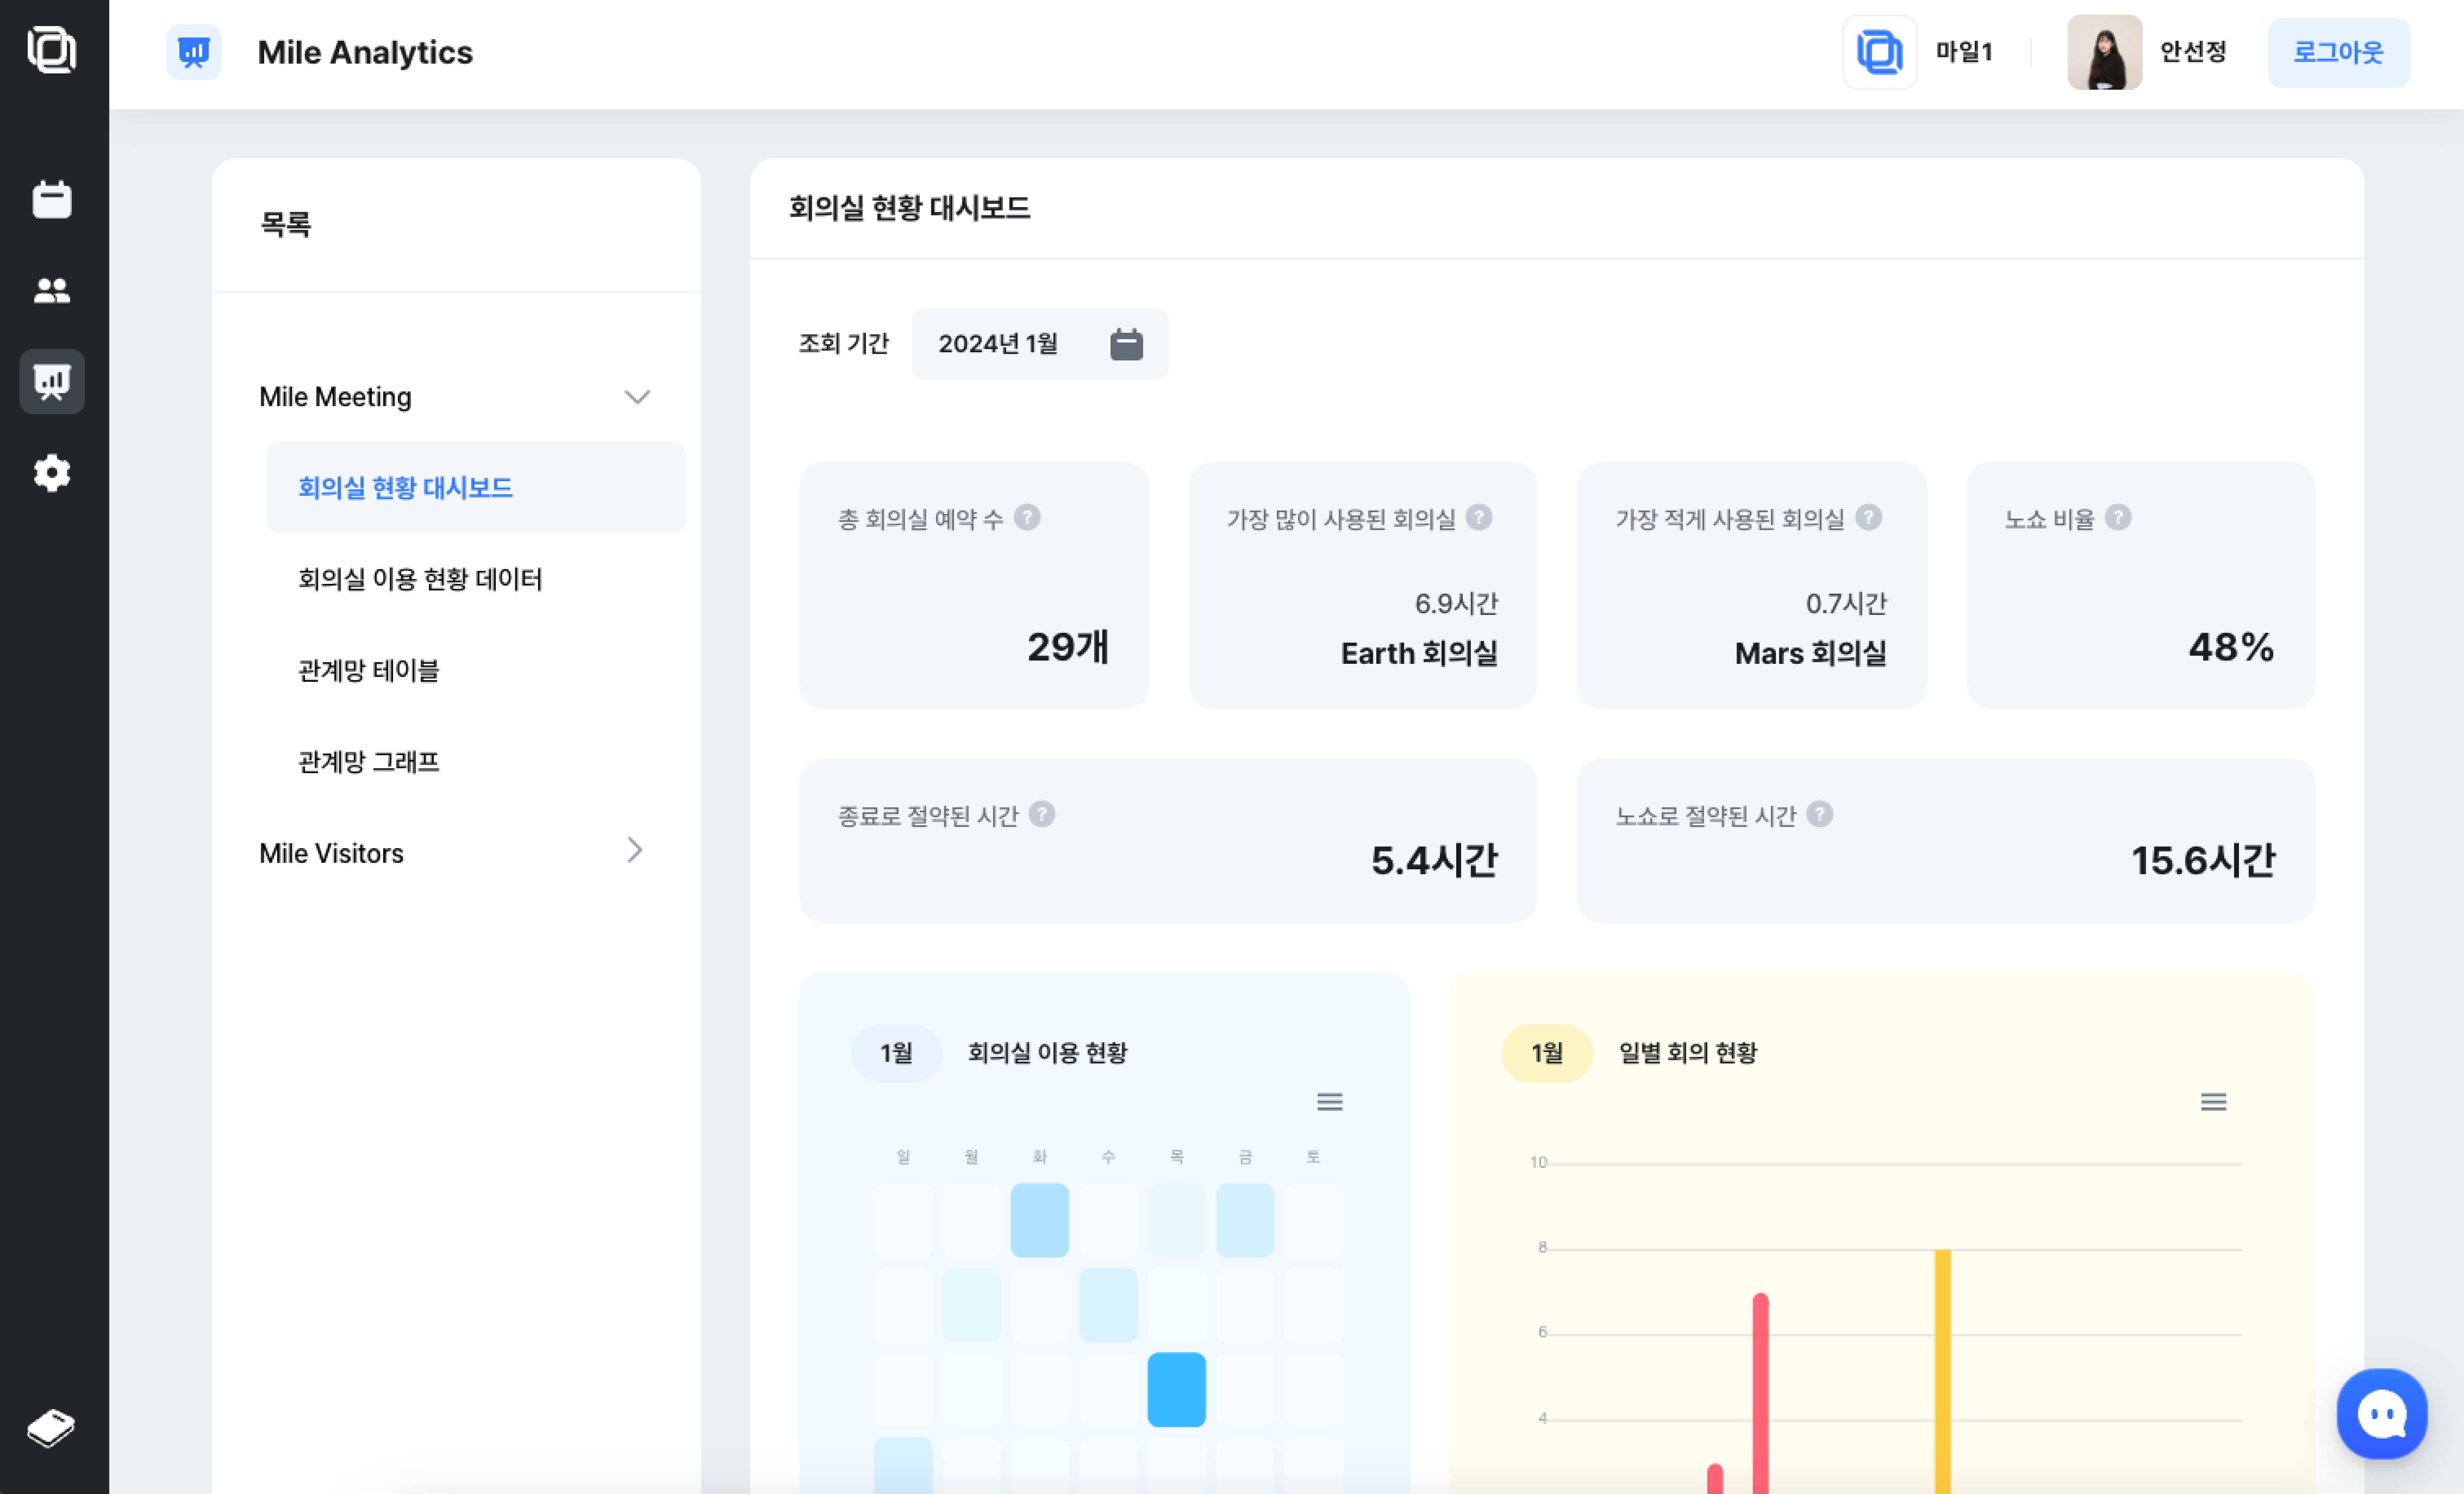 Mile Analytics
마일1
안선정
로그아웃
목록
Mile Meeting
회의실 현황 대시보드
회의실 이용 현황 데이터
관계망 테이블
관계망 그래프
Mile Visitors
회의실 현황 대시보드
조회 기간
2024년 1월
총 회의실 예약 수 ?
29개
가장 많이 사용된 회의실 ?
6.9시간
Earth 회의실
가장 적게 사용된 회의실 ?
0.7시간
Mars 회의실
노쇼 비율 ?
48%
종료로 절약된 시간 ?
5.4시간
노쇼로 절약된 시간 ?
15.6시간
1월 회의실 이용 현황
일 월 화 수 목 금 토
1월 일별 회의 현황
10
8
6
4